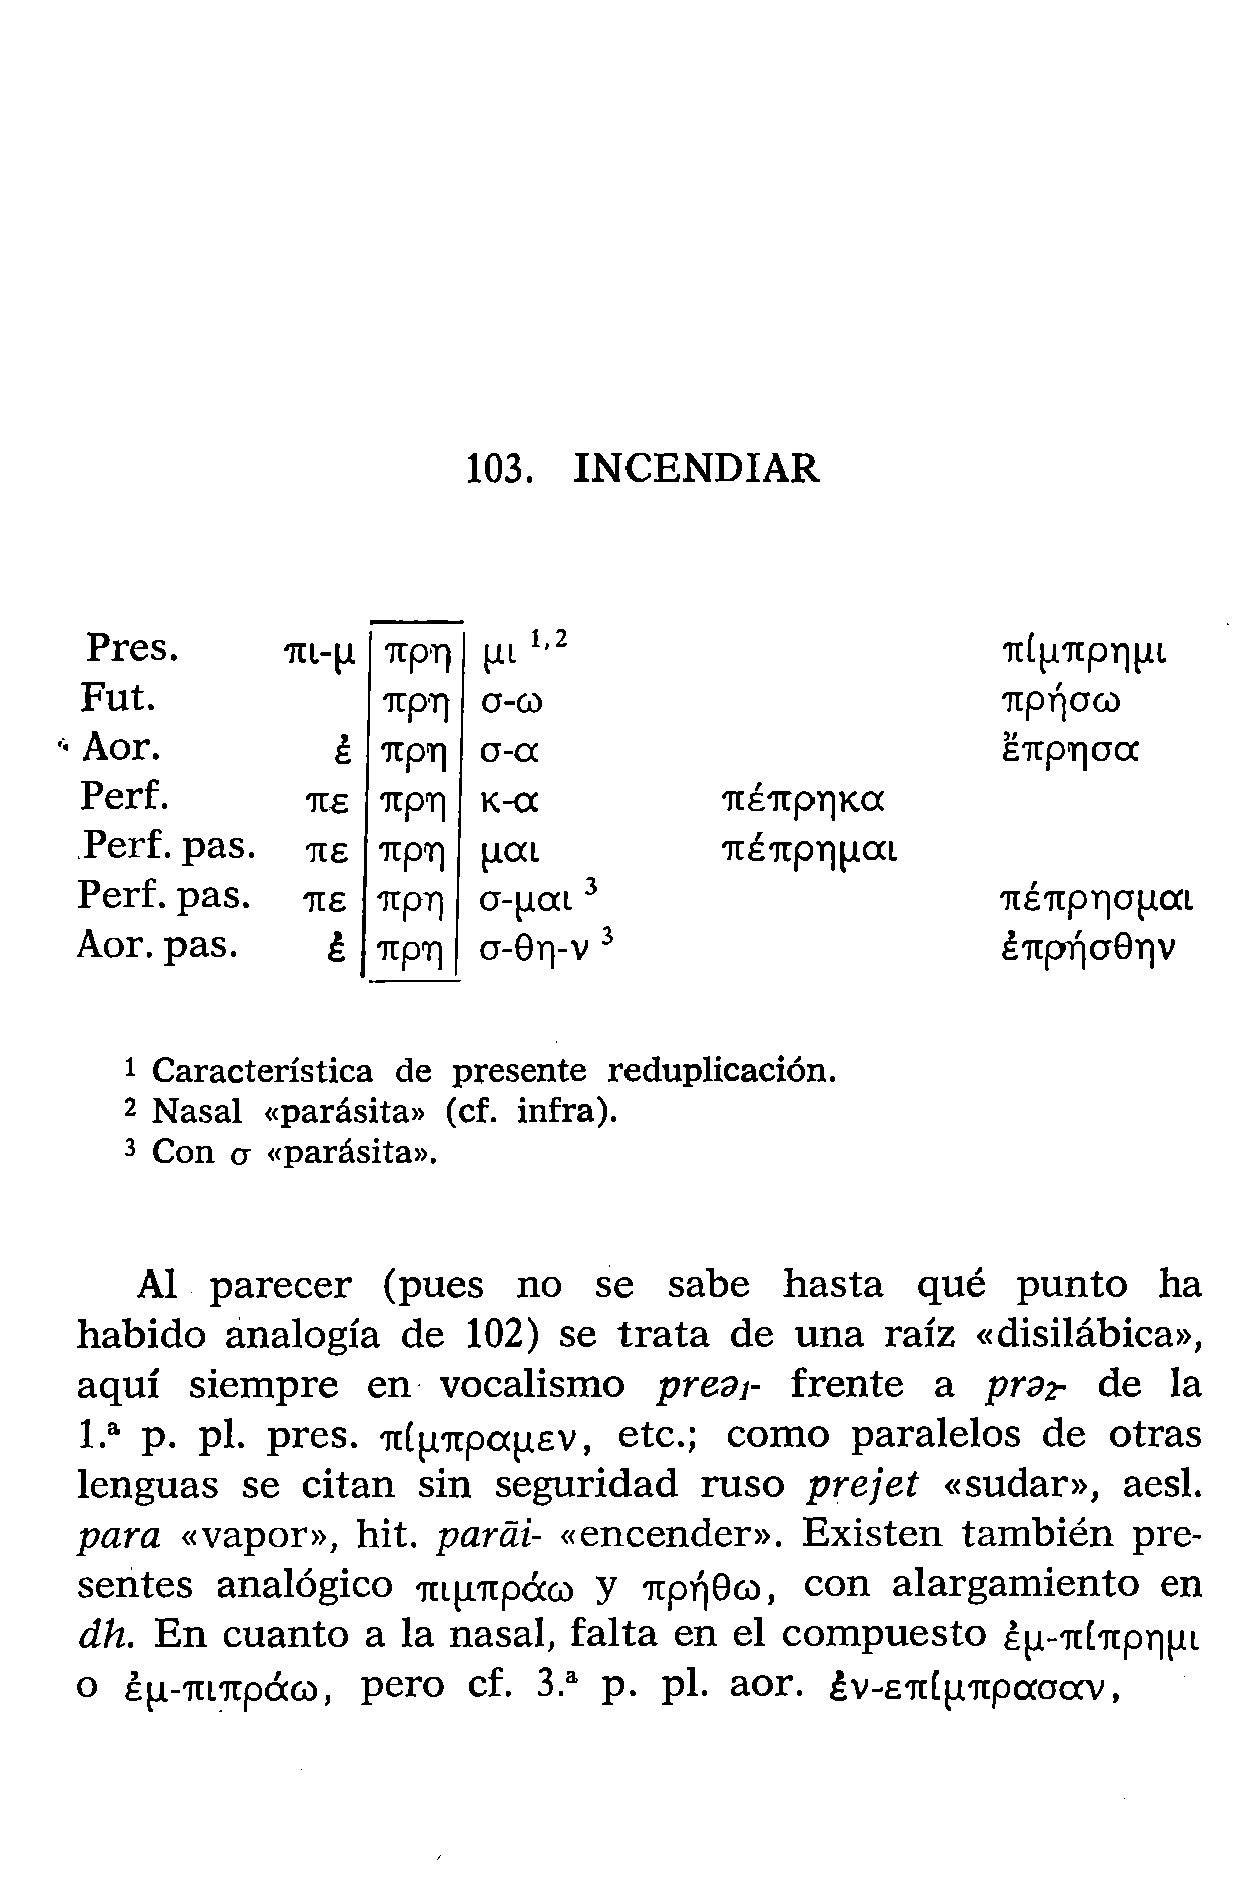 103. INCENDIAR
Pres. πι-μ πρη μι 1,2 πίμπρημι
Fut. πρη σ-ω πρήσω
Aor. ἐ πρη σ-α ἔπρησα
Perf. πε πρη κ-α πέπρηκα
Perf. pas. πε πρη μαι πέπρημαι
Perf. pas. πε πρη σ-μαι 3 πέπρησμαι
Aor. pas. ἐ πρη σ-θη-ν 3 ἐπρήσθην
1 Característica de presente reduplicación.
2 Nasal «parásita» (cf. infra).
3 Con σ «parásita».
Al parecer (pues no se sabe hasta qué punto ha
habido analogía de 102) se trata de una raíz «disilábica»,
aquí siempre en vocalismo preə1- frente a prə2- de la
1.ª p. pl. pres. πίμπραμεν, etc.; como paralelos de otras
lenguas se citan sin seguridad ruso prejet «sudar», aesl.
para «vapor», hit. parāi- «encender». Existen también pre-
sentes analógico πιμπράω y πρήθω, con alargamiento en
dh. En cuanto a la nasal, falta en el compuesto ἐμ-πίπρημι
o ἐμ-πιπράω, pero cf. 3.ª p. pl. aor. ἐν-επίμπρασαν,